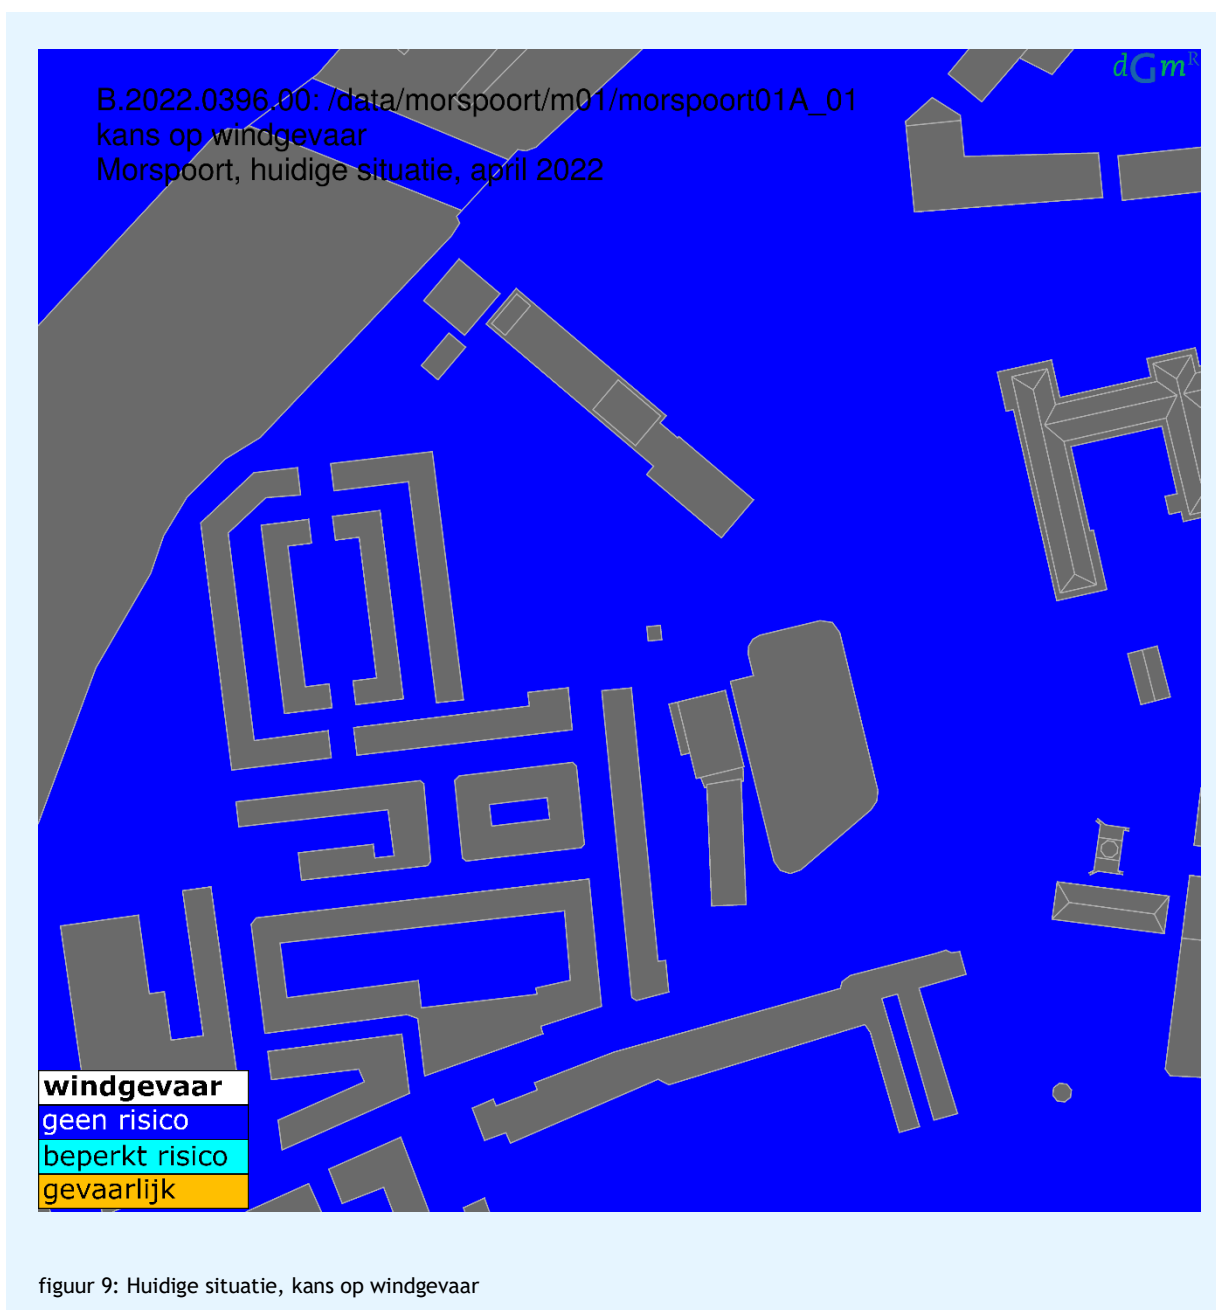 dGmR
B.2022.0396.00: /data/morspoort/m01/morspoort01A_01
kans op windgevaar
Morspoort, huidige situatie, april 2022
windgevaar
geen risico
beperkt risico
gevaarlijk
figuur 9: Huidige situatie, kans op windgevaar